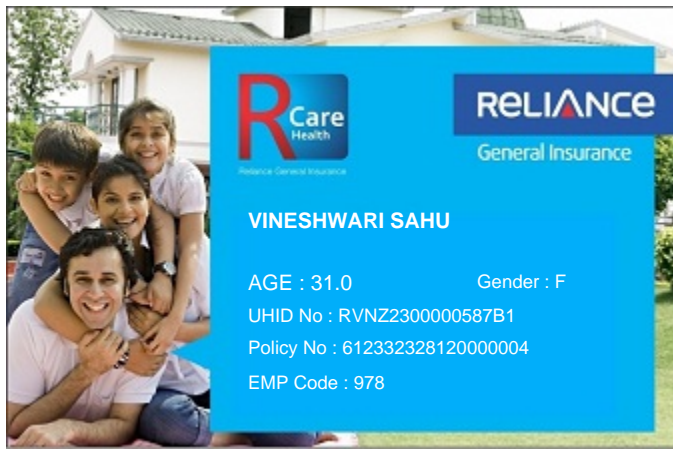 R Care
Health
Reliance General Insurance
RELIANCE
General Insurance
VINESHWARI SAHU
AGE : 31.0 Gender : F
UHID No : RVNZ2300000587B1
Policy No : 612332328120000004
EMP Code : 978